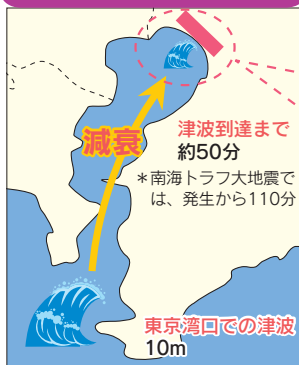 減衰
津波到達まで
約50分
＊南海トラフ大地震で
は、発生から110分
東京湾口での津波
10m